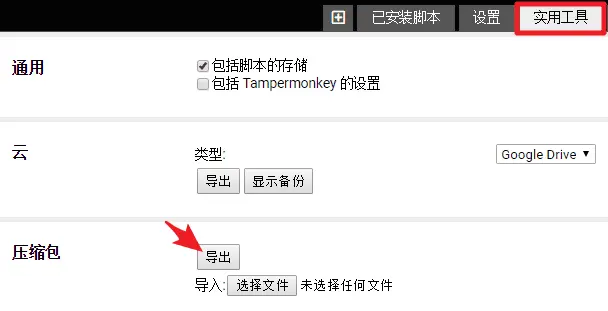 已安装脚本 设置 实用工具
通用
包括脚本的存储
包括 Tampermonkey 的设置
云
类型: Google Drive
导出 显示备份
压缩包
导出
导入: 选择文件 未选择任何文件